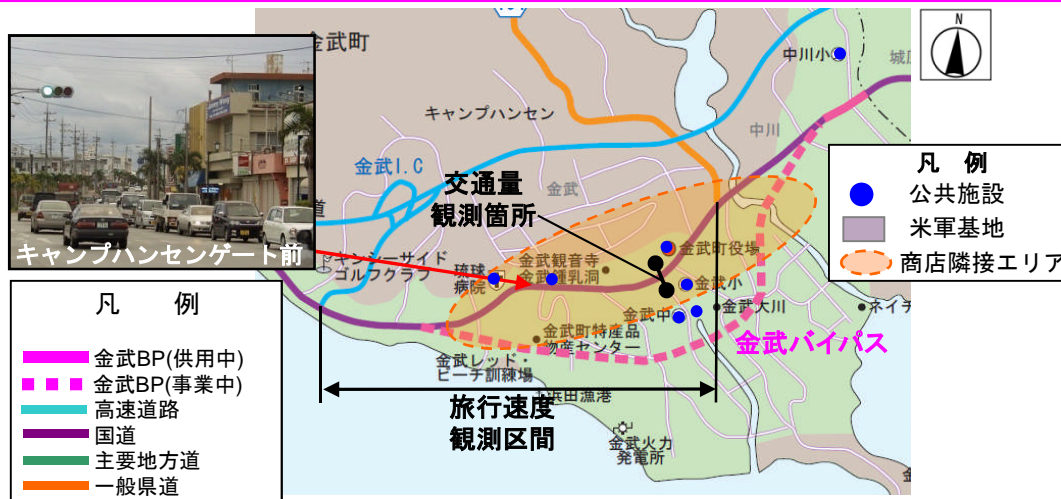 金武町
中川小
城原
キャンプハンセン
中川
金武I.C
金武
交通量
観測箇所
キャンプハンセンゲート前
道
キンシーサイド
ゴルフクラブ
琉球
病院
金武観音寺
金武鍾乳洞
金武町役場
金武小
金武中
金武大川
ネイチ
金武町特産品
物産センター
金武バイパス
金武レッド・
ビーチ訓練場
浜田漁港
旅行速度
観測区間
金武火力
発電所
金
N
凡 例
公共施設
米軍基地
商店隣接エリア
凡 例
金武BP(供用中)
金武BP(事業中)
高速道路
国道
主要地方道
一般県道